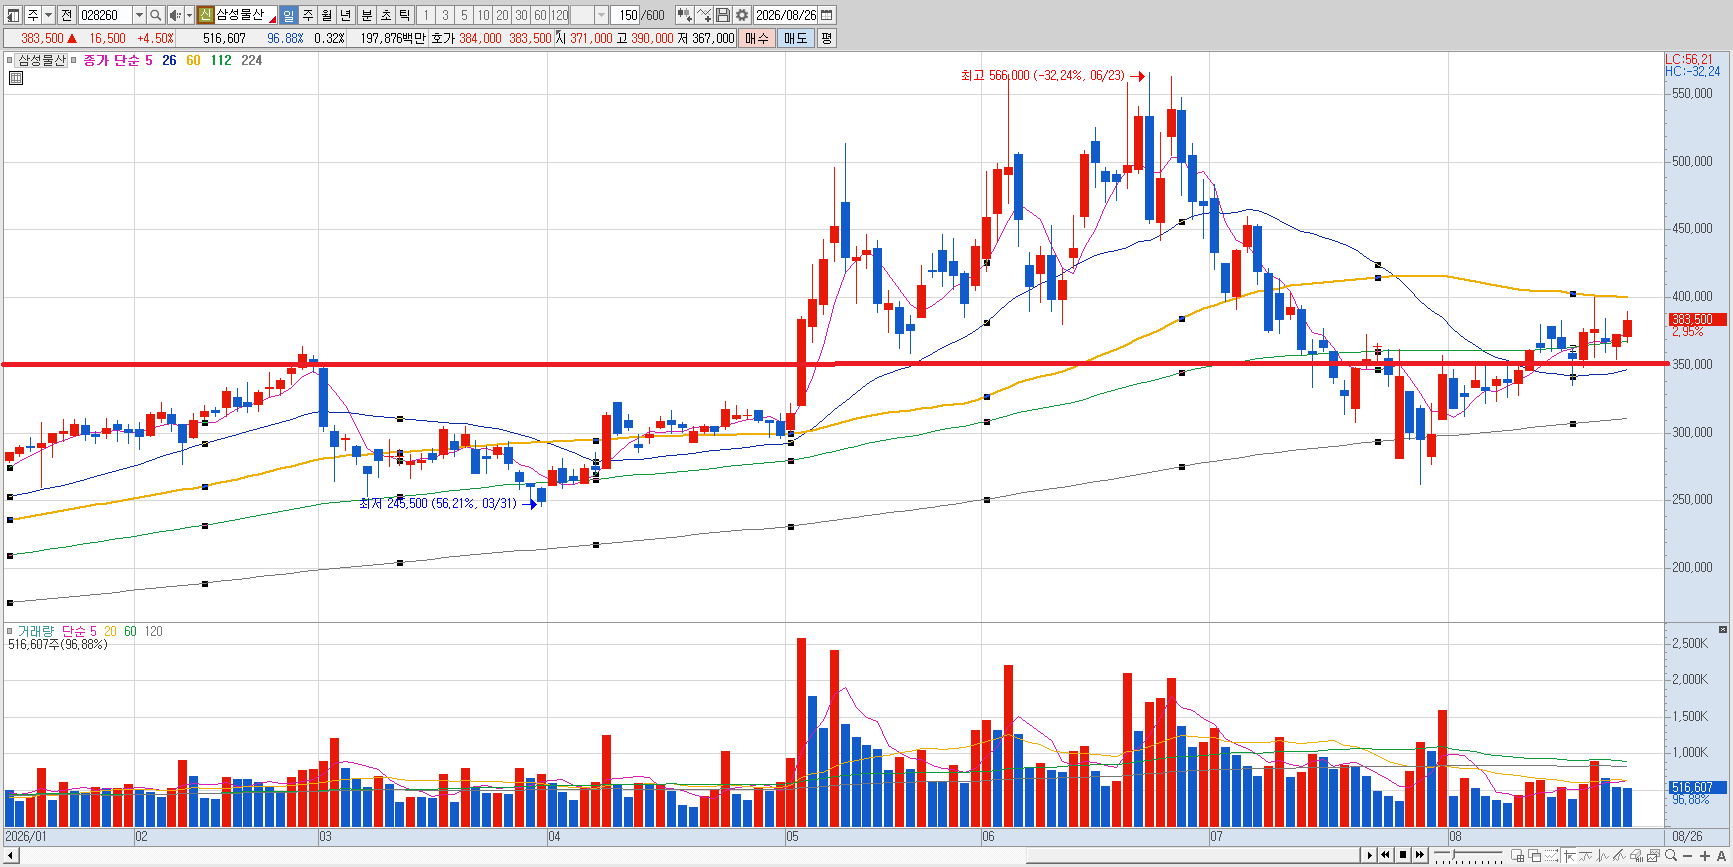 주 전 028260 신 삼성물산 일 주 월 년 분 초 틱 1 3 5 10 20 30 60 120 150 /600 2026/08/26
383,500 ▲ 16,500 +4.50% 516,607 96.88% 0.32% 197,876백만 호가 384,000 383,500 시 371,000 고 390,000 저 367,000 매수 매도 평
삼성물산 종가 단순 5 26 60 112 224
LC:56,21
HC:-32,24
최고 566,000 (-32,24%, 06/23)
550,000
500,000
450,000
400,000
383,500
2.95%
350,000
300,000
최저 245,500 (56,21%, 03/31)
250,000
200,000
거래량 단순 5 20 60 120
516,607주(96,88%)
2,500K
2,000K
1,500K
1,000K
516,607
96,88%
2026/01 02 03 04 05 06 07 08 08/26
A